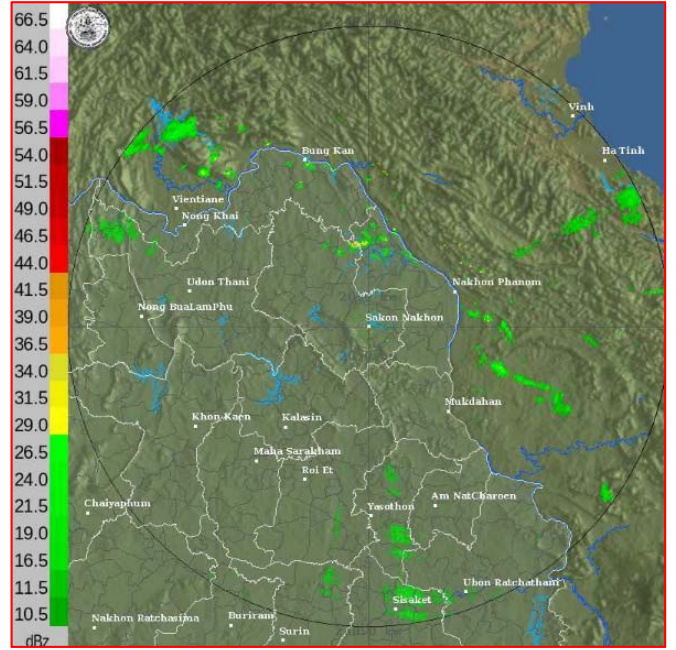 66.5
64.0
61.5
59.0
56.5
54.0
51.5
49.0
46.5
44.0
41.5
39.0
36.5
34.0
31.5
29.0
26.5
24.0
21.5
19.0
16.5
14.0
11.5
10.5
dBz
Vinh
Ha Tinh
Bung Kan
Vientiane
Nong Khai
Udon Thani
Nakhon Phanom
Nong BuaLamPhu
Sakon Nakhon
Mukdahan
Khon Kaen
Kalasin
Maha Sarakham
Roi Et
Chaiyaphum
Yasothon
Am NatCharoen
Ubon Ratchathani
Sisaket
Nakhon Ratchasima
Buriram
Surin